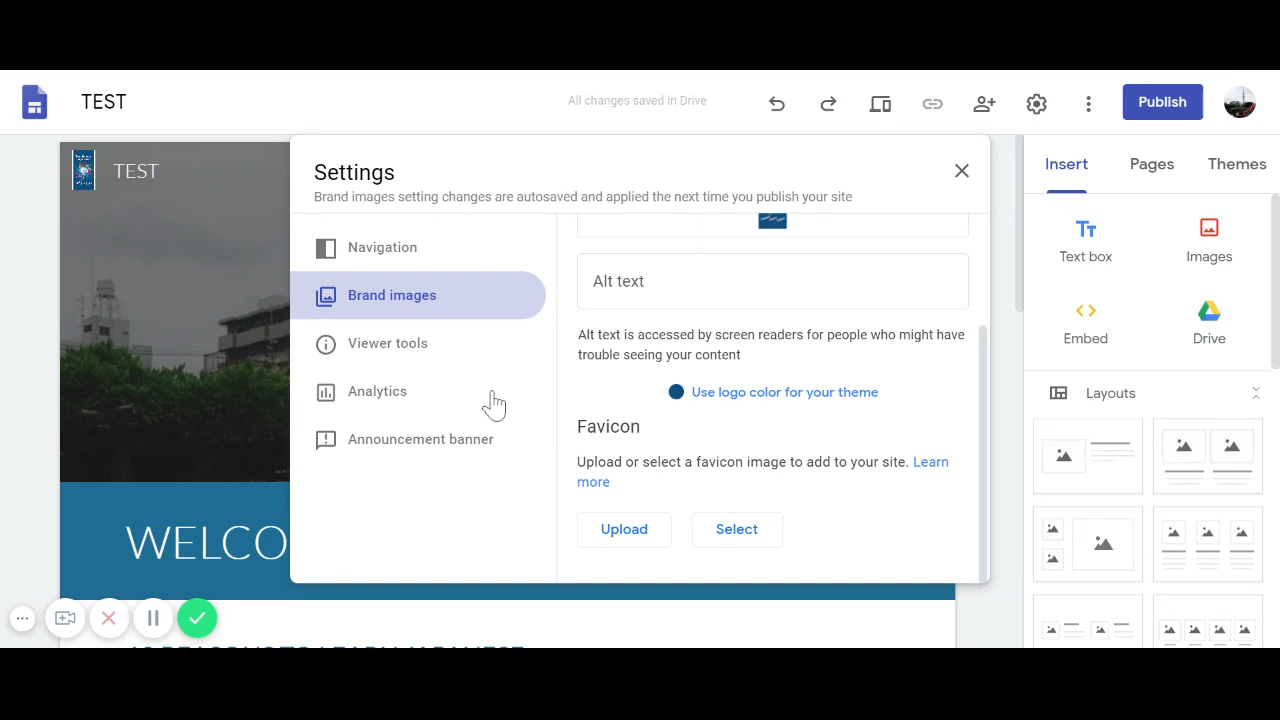 TEST
All changes saved in Drive
Publish
TEST
Settings
Brand images setting changes are autosaved and applied the next time you publish your site
Navigation
Brand images
Viewer tools
Analytics
Announcement banner
Alt text
Alt text is accessed by screen readers for people who might have
trouble seeing your content
Use logo color for your theme
Favicon
Upload or select a favicon image to add to your site. Learn
more
Upload
Select
WELCO
Insert
Pages
Themes
Tт
Text box
Images
Embed
Drive
Layouts